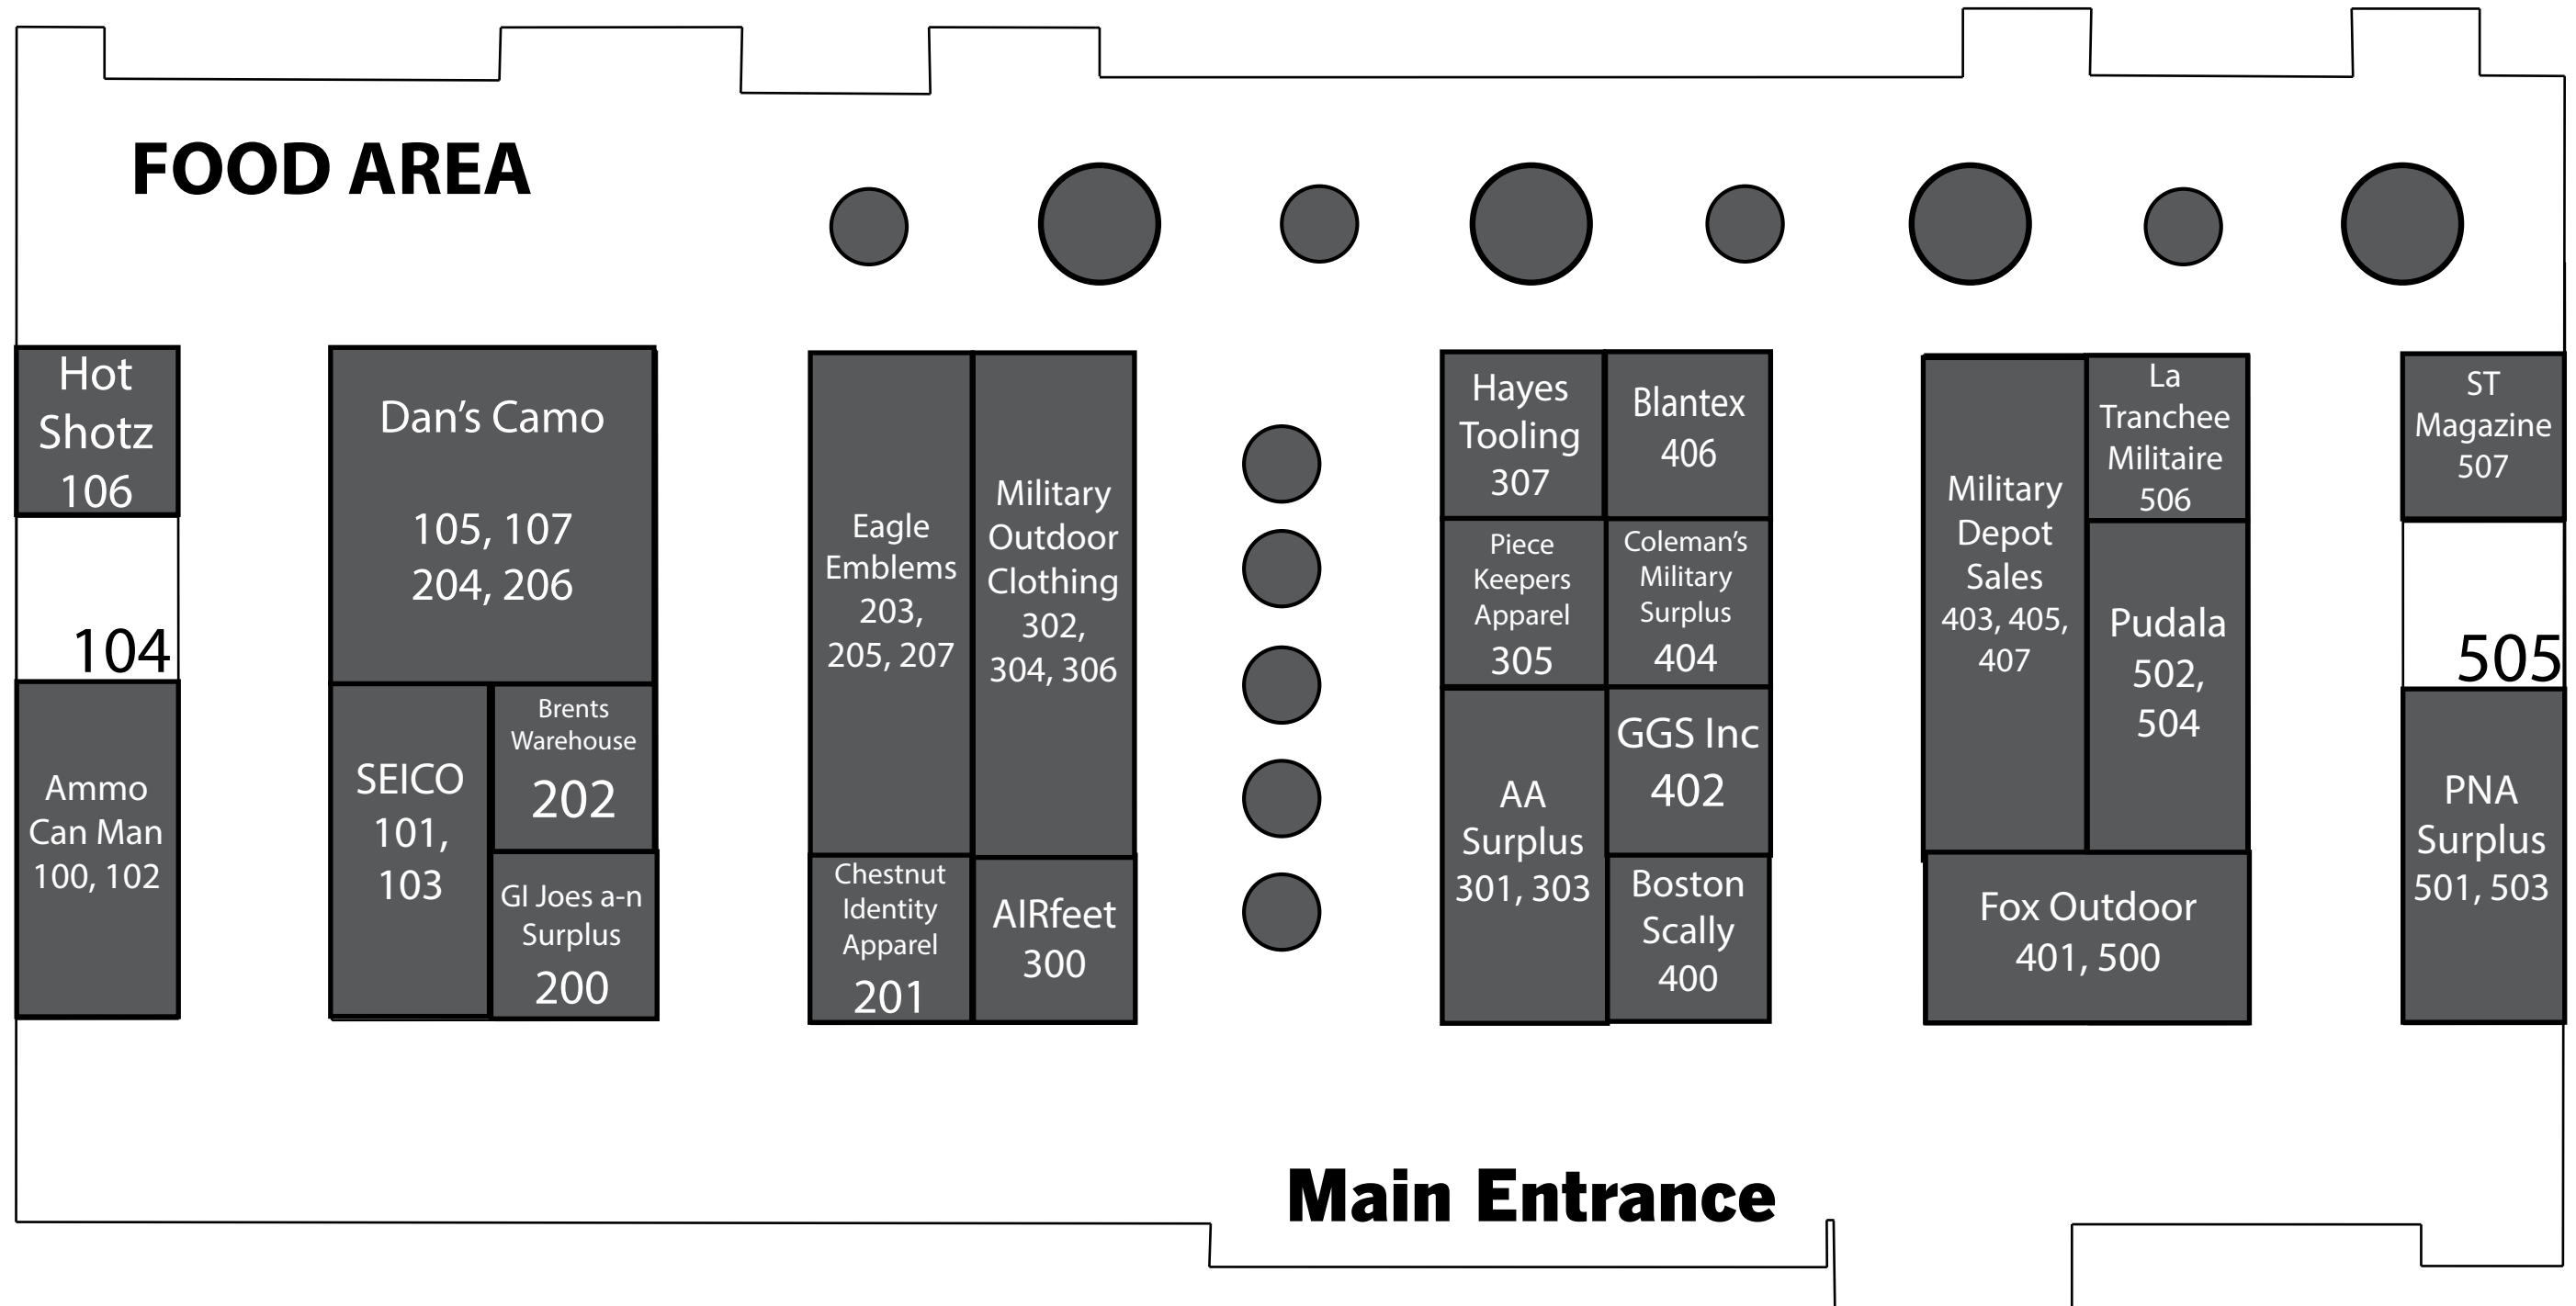 FOOD AREA
Hot
Shotz
106
104
Ammo
Can Man
100, 102
Dan’s Camo
105, 107
204, 206
SEICO
101,
103
Brents
Warehouse
202
GI Joes a-n
Surplus
200
Eagle
Emblems
203,
205, 207
Military
Outdoor
Clothing
302,
304, 306
Chestnut
Identity
Apparel
201
AIRfeet
300
Hayes
Tooling
307
Blantex
406
Piece
Keepers
Apparel
305
Coleman’s
Military
Surplus
404
AA
Surplus
301, 303
GGS Inc
402
Boston
Scally
400
Military
Depot
Sales
403, 405,
407
La
Tranchee
Militaire
506
Pudala
502,
504
Fox Outdoor
401, 500
ST
Magazine
507
505
PNA
Surplus
501, 503
Main Entrance